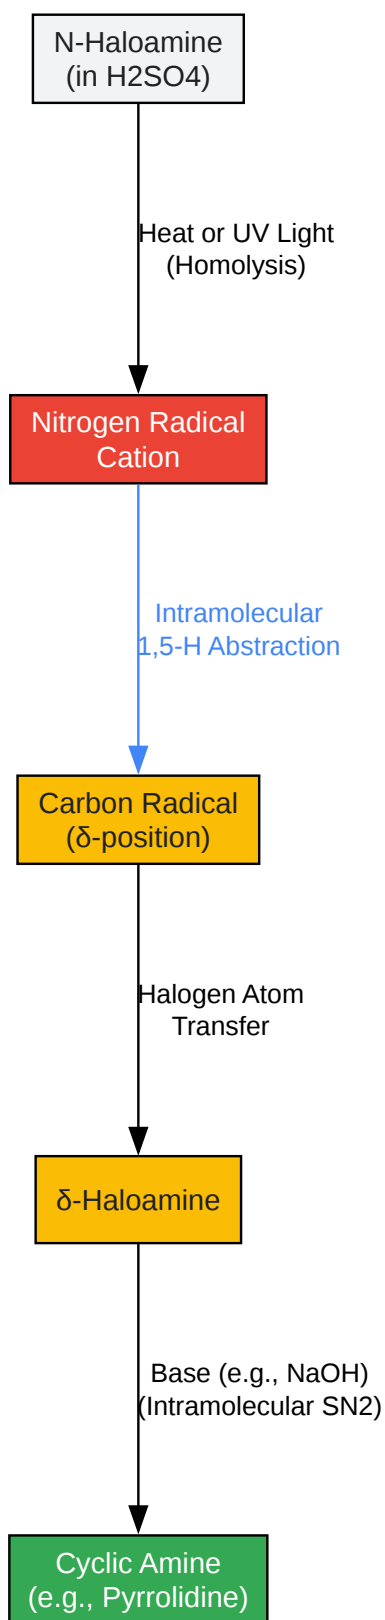 N-Haloamine
(in H2SO4)
Heat or UV Light
(Homolysis)
Nitrogen Radical
Cation
Intramolecular
1,5-H Abstraction
Carbon Radical
(δ-position)
Halogen Atom
Transfer
δ-Haloamine
Base (e.g., NaOH)
(Intramolecular SN2)
Cyclic Amine
(e.g., Pyrrolidine)